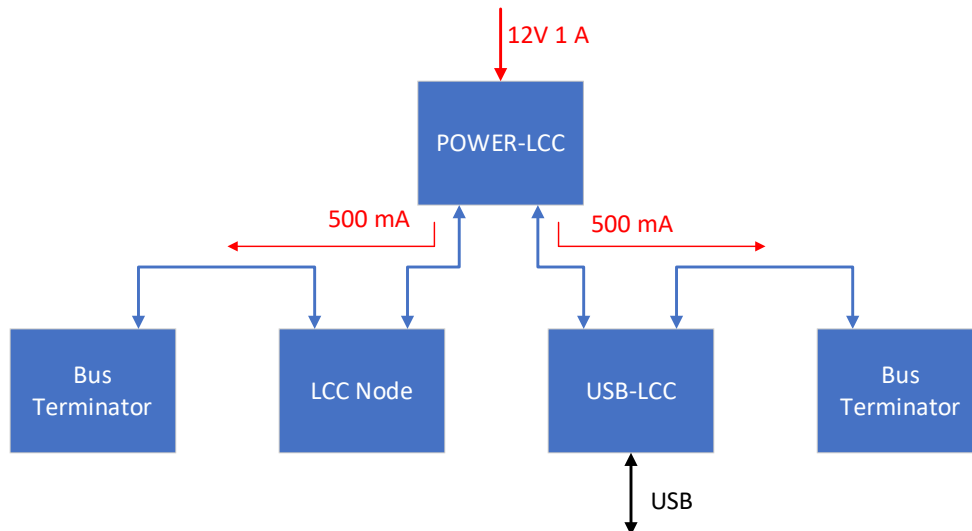 12V 1 A
POWER-LCC
500 mA
500 mA
Bus
Terminator
LCC Node
USB-LCC
Bus
Terminator
USB